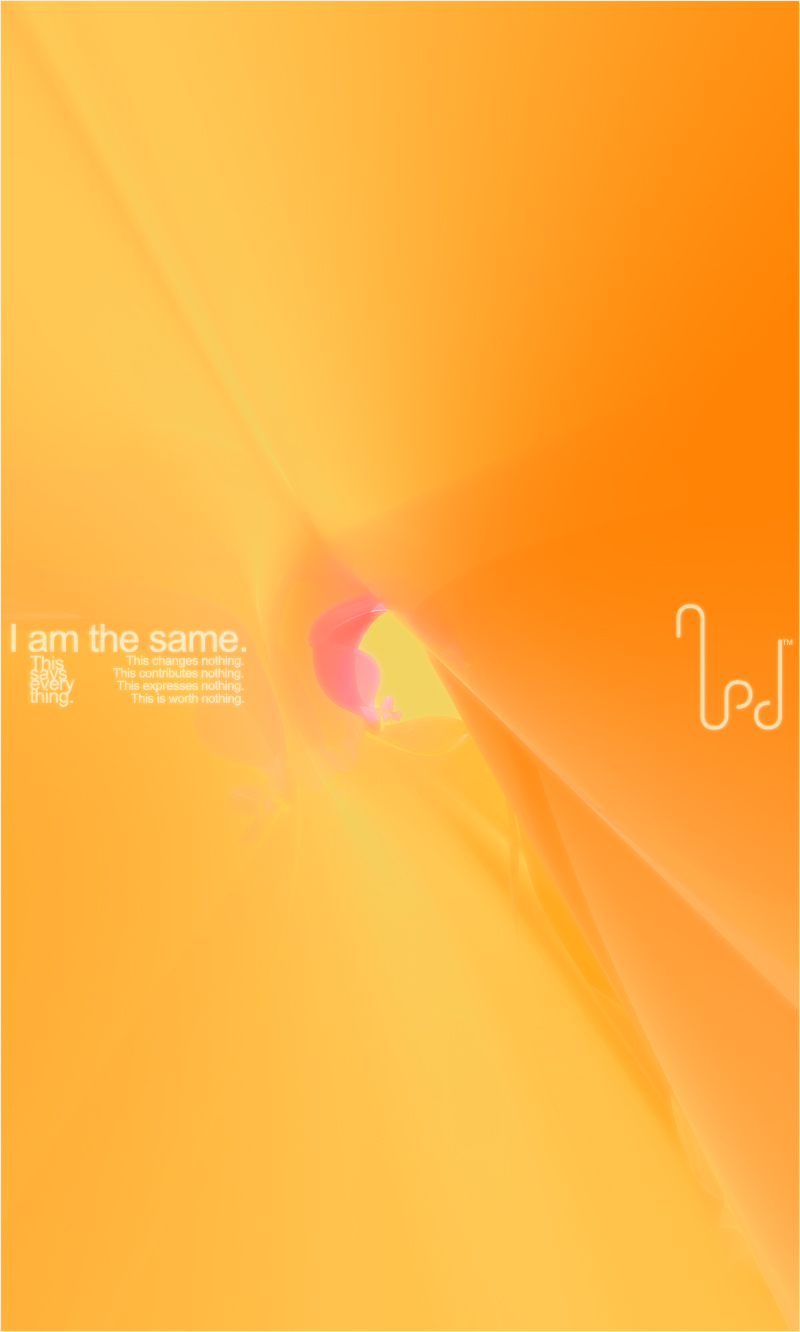 I am the same.
This
says
every
thing.
This changes nothing.
This contributes nothing.
This expresses nothing.
This is worth nothing.
TM